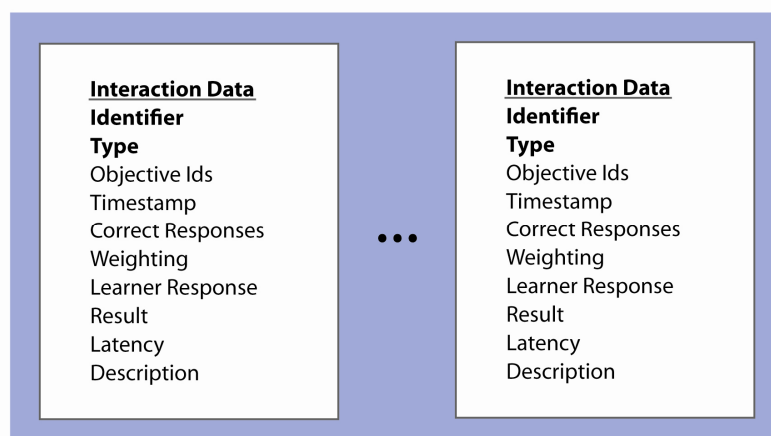 Interaction Data
Identifier
Type
Objective Ids
Timestamp
Correct Responses
Weighting
Learner Response
Result
Latency
Description
...
Interaction Data
Identifier
Type
Objective Ids
Timestamp
Correct Responses
Weighting
Learner Response
Result
Latency
Description